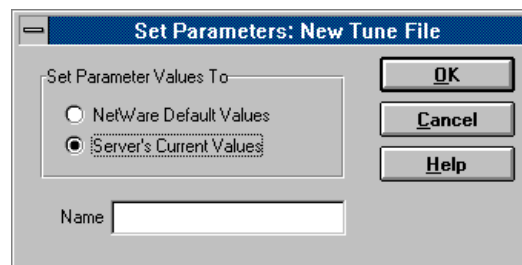 Set Parameters: New Tune File
Set Parameter Values To
NetWare Default Values
Server's Current Values
Name
OK
Cancel
Help